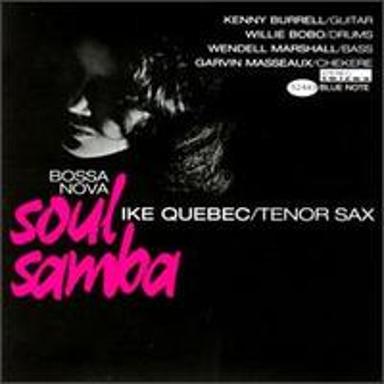 KENNY BURRELL/GUITAR
WILLIE BOBO/DRUMS
WENDELL MARSHALL/BASS
GARVIN MASSEAUX/CHEKERE
STEREO
BLUE NOTE
BOSSA
NOVA
soul
samba
IKE QUEBEC/TENOR SAX